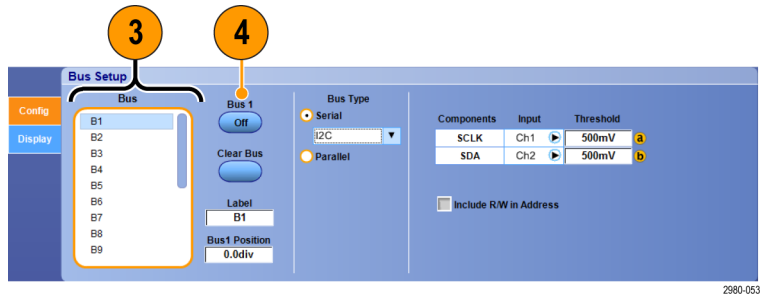 3
4
Bus Setup
Config
Display
Bus
B1
B2
B3
B4
B5
B6
B7
B8
B9
Bus 1
Off
Clear Bus
Label
B1
Bus1 Position
0.0div
Bus Type
Serial
I2C
Parallel
Components Input Threshold
SCLK Ch1 500mV a
SDA Ch2 500mV b
Include R/W in Address
2980-053